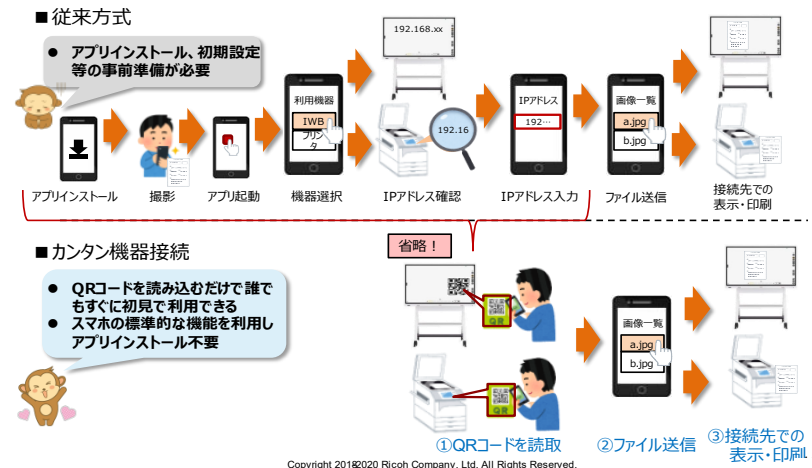 ■従来方式
● アプリインストール、初期設定
等の事前準備が必要
192.168.xx
利用機器
IWB
プリン
タ
192.16
IPアドレス
192…
画像一覧
a.jpg
b.jpg
アプリインストール
撮影
アプリ起動
機器選択
IPアドレス確認
IPアドレス入力
ファイル送信
接続先での
表示・印刷
■カンタン機器接続
省略！
● QRコードを読み込むだけで誰で
もすぐに初見で利用できる
● スマホの標準的な機能を利用し
アプリインストール不要
QR
QR
画像一覧
a.jpg
b.jpg
①QRコードを読取
②ファイル送信
③接続先での
表示・印刷
Ricoh Company, Ltd. All Rights Reserved.